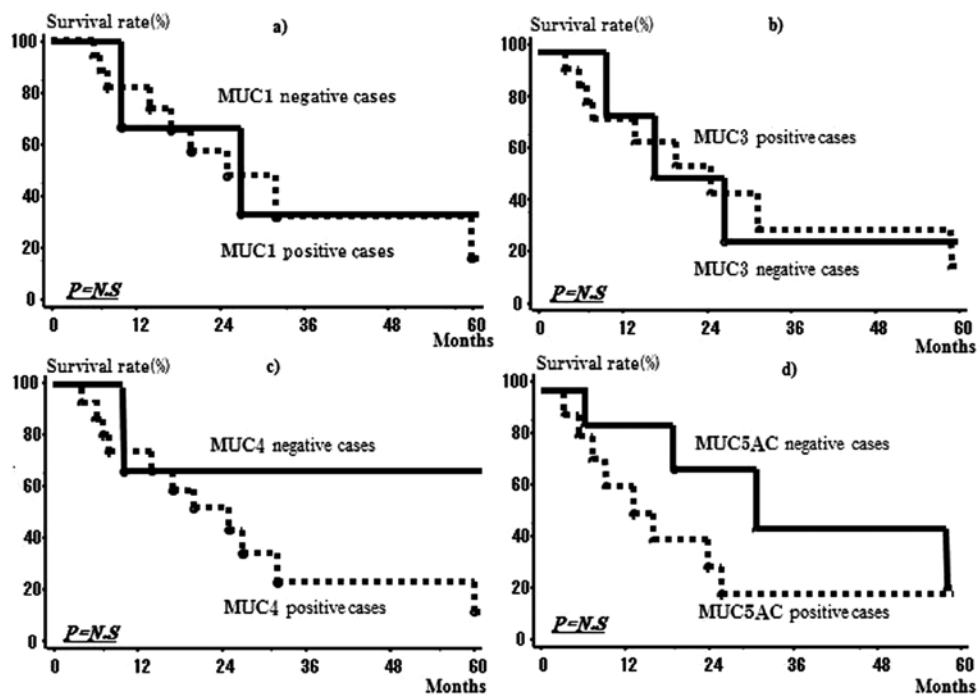 Survival rate(%)
a)
100
80
60
40
20
0
MUC1 negative cases
MUC1 positive cases
P=N.S
0 12 24 36 48 60
Months
Survival rate(%)
b)
100
80
60
40
20
0
MUC3 positive cases
MUC3 negative cases
P=N.S
0 12 24 36 48 60
Months
Survival rate(%)
c)
100
80
60
40
20
0
MUC4 negative cases
MUC4 positive cases
P=N.S
0 12 24 36 48 60
Months
Survival rate(%)
d)
100
80
60
40
20
0
MUC5AC negative cases
MUC5AC positive cases
P=N.S
0 12 24 36 48 60
Months